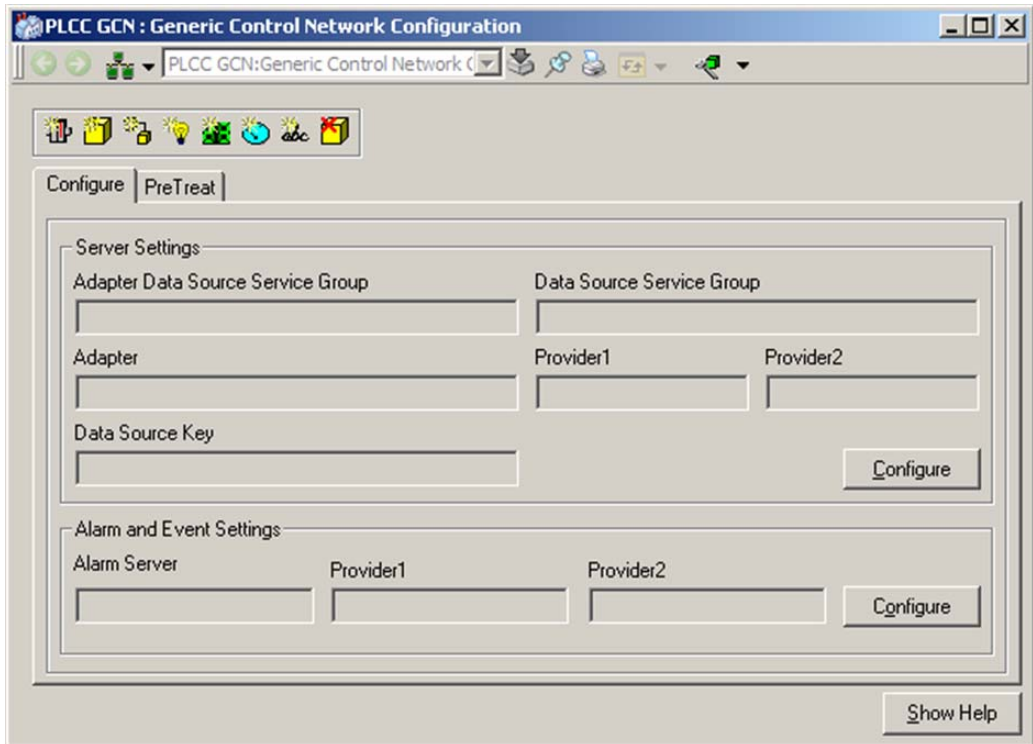 PLCC GCN : Generic Control Network Configuration
PLCC GCN:Generic Control Network (
abc
Configure PreTreat
Server Settings
Adapter Data Source Service Group Data Source Service Group
Adapter Provider1 Provider2
Data Source Key
Configure
Alarm and Event Settings
Alarm Server Provider1 Provider2
Configure
Show Help